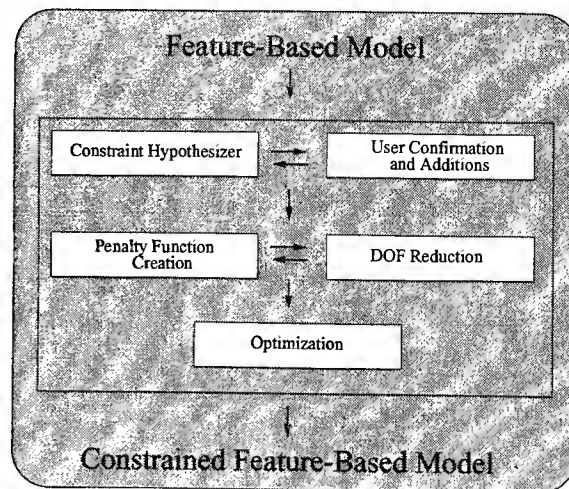 Feature-Based Model
Constraint Hypothesizer
User Confirmation
and Additions
Penalty Function
Creation
DOF Reduction
Optimization
Constrained Feature-Based Model